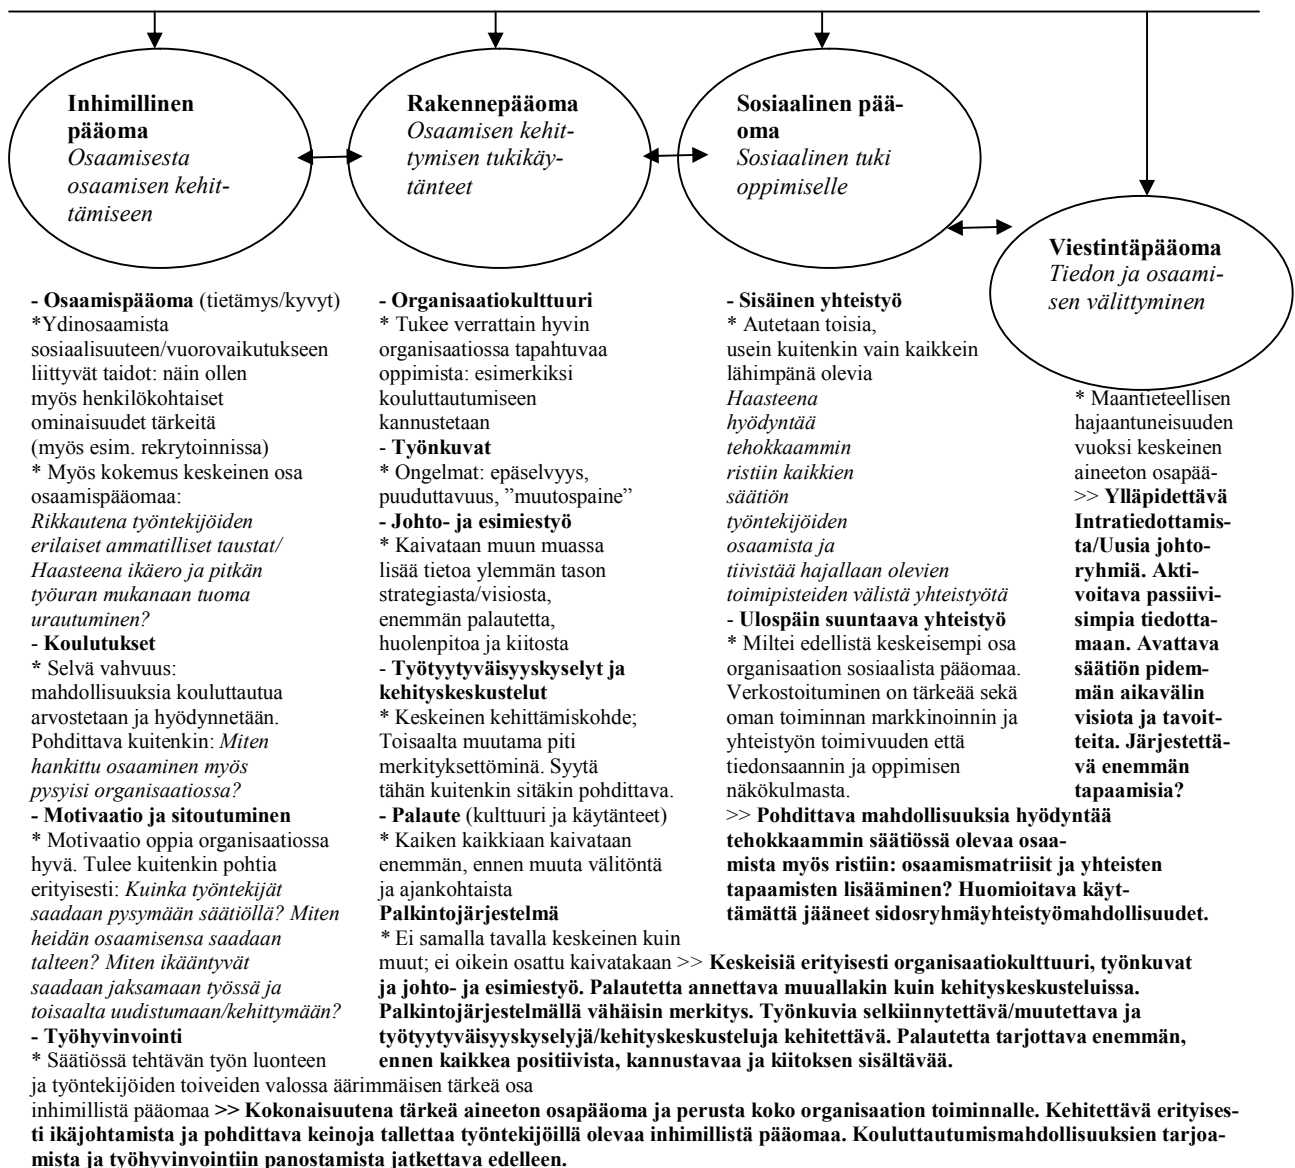 Inhimillinen
pääoma
Osaamisesta
osaamisen kehit-
tämiseen
Rakennepääoma
Osaamisen kehit-
tymisen tukikäy-
tänteet
Sosiaalinen pää-
oma
Sosiaalinen tuki
oppimiselle
Viestintäpääoma
Tiedon ja osaami-
sen välittyminen
- Osaamispääoma (tietämys/kyvyt)
*Ydinosaamista
sosiaalisuuteen/vuorovaikutukseen
liittyvät taidot: näin ollen
myös henkilökohtaiset
ominaisuudet tärkeitä
(myös esim. rekrytoinnissa)
* Myös kokemus keskeinen osa
osaamispääomaa:
Rikkautena työntekijöiden
erilaiset ammatilliset taustat/
Haasteena ikäero ja pitkän
työuran mukanaan tuoma
urautuminen?
- Koulutukset
* Selvä vahvuus:
mahdollisuuksia kouluttautua
arvostetaan ja hyödynnetään.
Pohdittava kuitenkin: Miten
hankittu osaaminen myös
pysyisi organisaatiossa?
- Motivaatio ja sitoutuminen
* Motivaatio oppia organisaatiossa
hyvä. Tulee kuitenkin pohtia
erityisesti: Kuinka työntekijät
saadaan pysymään säätiöllä? Miten
heidän osaamisensa saadaan
talteen? Miten ikääntyvät
saadaan jaksamaan työssä ja
toisaalta uudistumaan/kehittymään?
- Työhyvinvointi
* Säätiössä tehtävän työn luonteen
ja työntekijöiden toiveiden valossa äärimmäisen tärkeä osa
inhimillistä pääomaa >> Kokonaisuutena tärkeä aineeton osapääoma ja perusta koko organisaation toiminnalle. Kehitettävä erityises-
ti ikäjohtamista ja pohdittava keinoja tallettaa työntekijöillä olevaa inhimillistä pääomaa. Kouluttautumismahdollisuuksien tarjoa-
mista ja työhyvinvointiin panostamista jatkettava edelleen.
- Organisaatiokulttuuri
* Tukee verrattain hyvin
organisaatiossa tapahtuvaa
oppimista: esimerkiksi
kouluttautumiseen
kannustetaan
- Työnkuvat
* Ongelmat: epäselvyys,
puuduttavuus, ”muutospaine”
- Johto- ja esimiestyö
* Kaivataan muun muassa
lisää tietoa ylemmän tason
strategiasta/visiosta,
enemmän palautetta,
huolenpitoa ja kiitosta
- Työtyytyväisyyskyselyt ja
kehityskeskustelut
* Keskeinen kehittämiskohde;
Toisaalta muutama piti
merkityksettöminä. Syytä
tähän kuitenkin sitäkin pohdittava.
- Palaute (kulttuuri ja käytänteet)
* Kaiken kaikkiaan kaivataan
enemmän, ennen muuta välitöntä
ja ajankohtaista
Palkintojärjestelmä
* Ei samalla tavalla keskeinen kuin
muut; ei oikein osattu kaivatakaan >> Keskeisiä erityisesti organisaatiokulttuuri, työnkuvat
ja johto- ja esimiestyö. Palautetta annettava muuallakin kuin kehityskeskusteluissa.
Palkintojärjestelmällä vähäisin merkitys. Työnkuvia selkiinnytettävä/muutettava ja
työtyytyväisyyskyselyjä/kehityskeskusteluja kehitettävä. Palautetta tarjottava enemmän,
ennen kaikkea positiivista, kannustavaa ja kiitoksen sisältävää.
- Sisäinen yhteistyö
* Autetaan toisia,
usein kuitenkin vain kaikkein
lähimpänä olevia
Haasteena
hyödyntää
tehokkaammin
ristiin kaikkien
säätiön
työntekijöiden
osaamista ja
tiivistää hajallaan olevien
toimipisteiden välistä yhteistyötä
- Ulospäin suuntaava yhteistyö
* Miltei edellistä keskeisempi osa
organisaation sosiaalista pääomaa.
Verkostoituminen on tärkeää sekä
oman toiminnan markkinoinnin ja
yhteistyön toimivuuden että
tiedonsaannin ja oppimisen
näkökulmasta.
>> Pohdittava mahdollisuuksia hyödyntää
tehokkaammin säätiössä olevaa osaa-
mista myös ristiin: osaamismatriisit ja yhteisten
tapaamisten lisääminen? Huomioitava käyt-
tämättä jääneet sidosryhmäyhteistyömahdollisuudet.
* Maantieteellisen
hajaantuneisuuden
vuoksi keskeinen
aineeton osapää-
>> Ylläpidettävä
Intratiedottamis-
ta/Uusia johto-
ryhmiä. Akti-
voitava passiivi-
simpia tiedotta-
maan. Avattava
säätiön pidem-
män aikavälin
visiota ja tavoit-
teita. Järjestettä-
vä enemmän
tapaamisia?